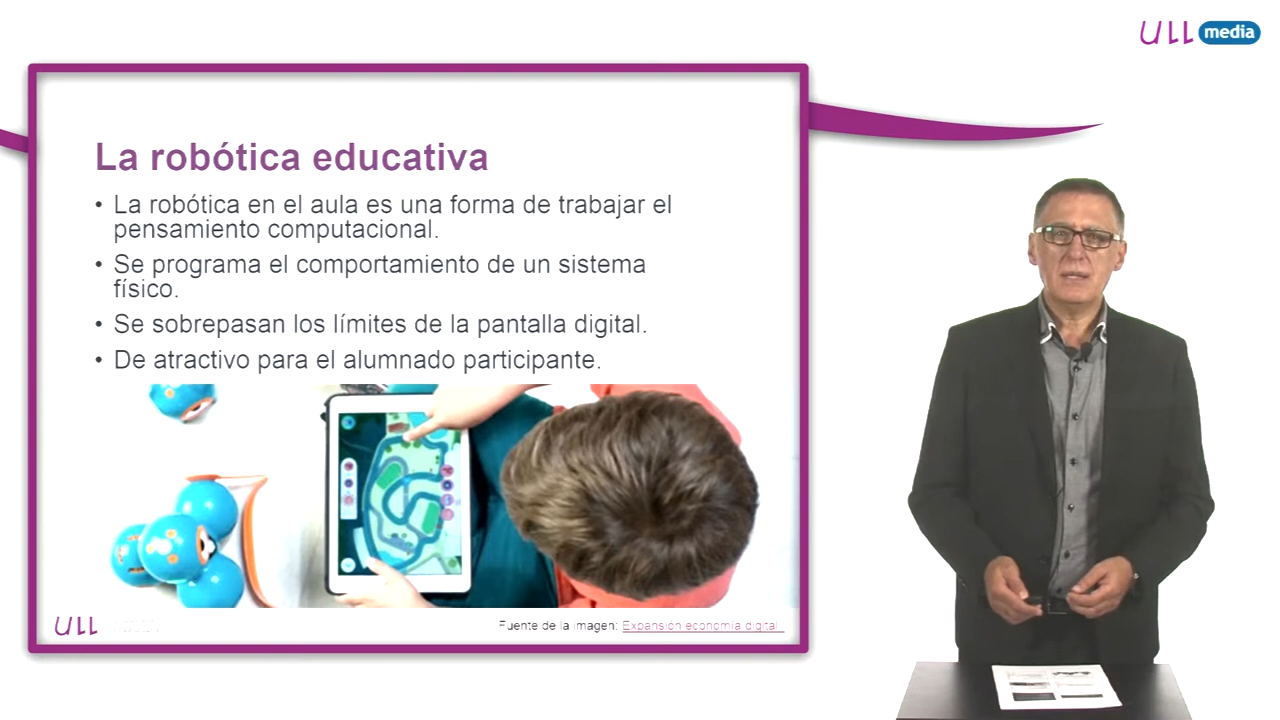 ULL media
La robótica educativa
• La robótica en el aula es una forma de trabajar el
pensamiento computacional.
• Se programa el comportamiento de un sistema
físico.
• Se sobrepasan los límites de la pantalla digital.
• De atractivo para el alumnado participante.
ULL
Fuente de la imagen: Expansión economía digital.